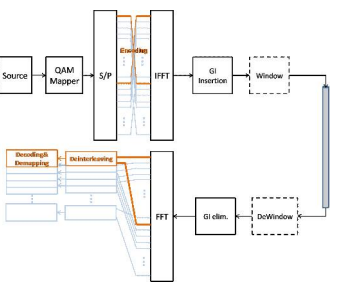 Encoding
Source
QAM
Mapper
S/P
IFFT
GI
Insertion
Window
Decoding&
Demapping
Deinterleaving
FFT
GI elim.
DeWindow